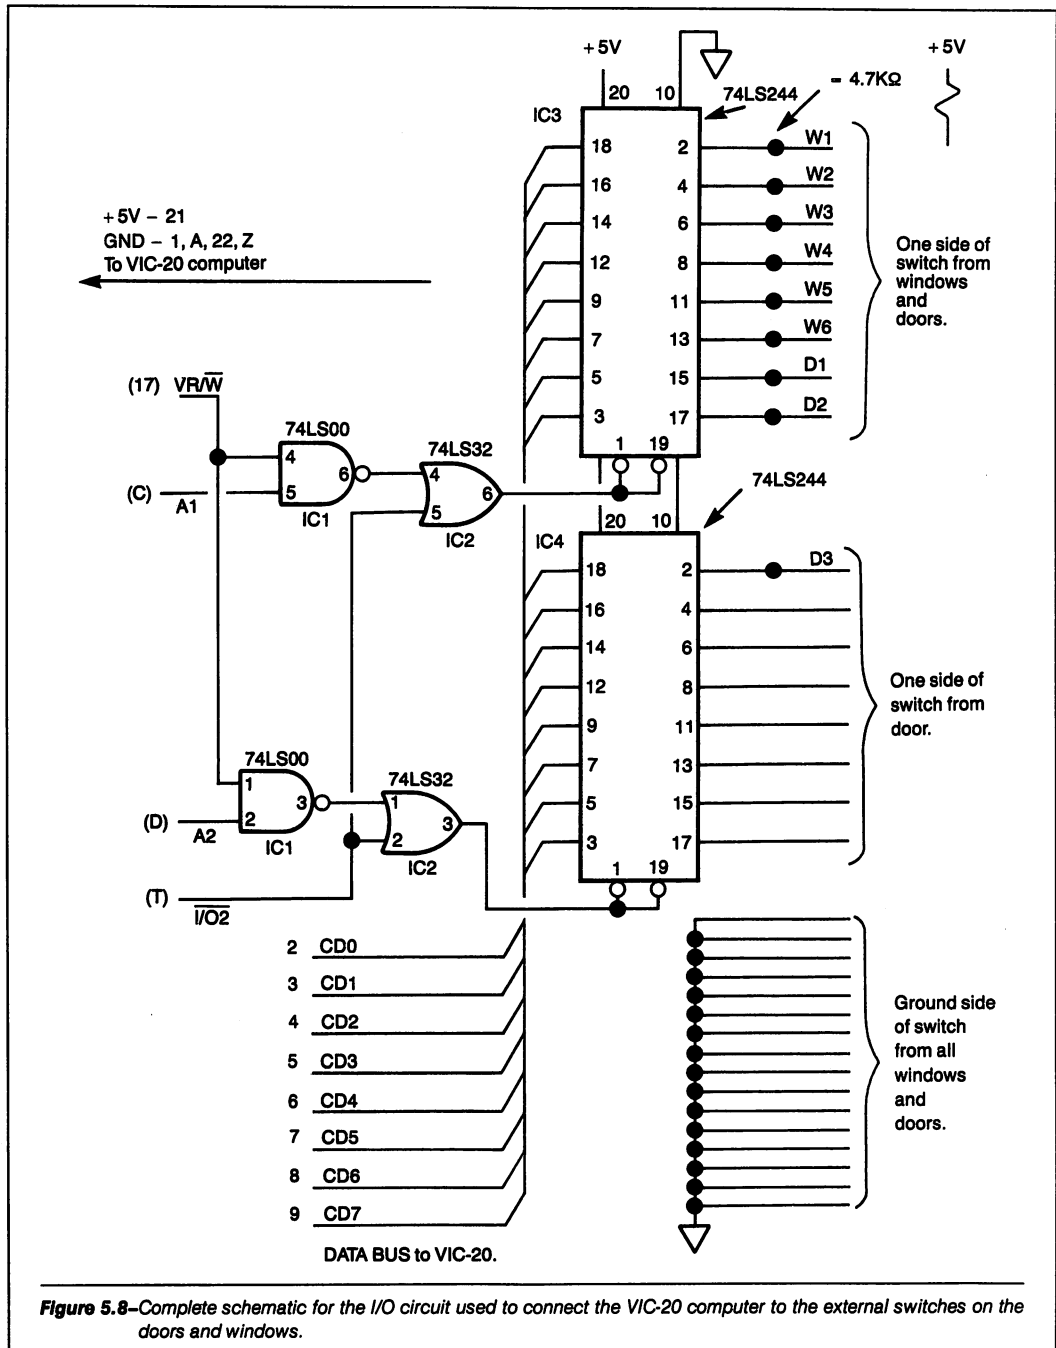 +5V
+5V
= 4.7KΩ
20 10
74LS244
IC3
18 2 W1
16 4 W2
14 6 W3
12 8 W4
9 11 W5
7 13 W6
5 15 D1
3 17 D2
1 19
One side of
switch from
windows
and
doors.
+5V – 21
GND – 1, A, 22, Z
To VIC-20 computer
(17) VR/W
74LS00
4
5
6
IC1
(C) A1
74LS32
4
5
6
IC2
74LS244
20 10
IC4
18 2 D3
16 4
14 6
12 8
9 11
7 13
5 15
3 17
1 19
One side of
switch from
door.
74LS00
1
2
3
IC1
(D) A2
74LS32
1
2
3
IC2
(T) I/O2
2 CD0
3 CD1
4 CD2
5 CD3
6 CD4
7 CD5
8 CD6
9 CD7
DATA BUS to VIC-20.
Ground side
of switch
from all
windows
and
doors.
Figure 5.8–Complete schematic for the I/O circuit used to connect the VIC-20 computer to the external switches on the
doors and windows.